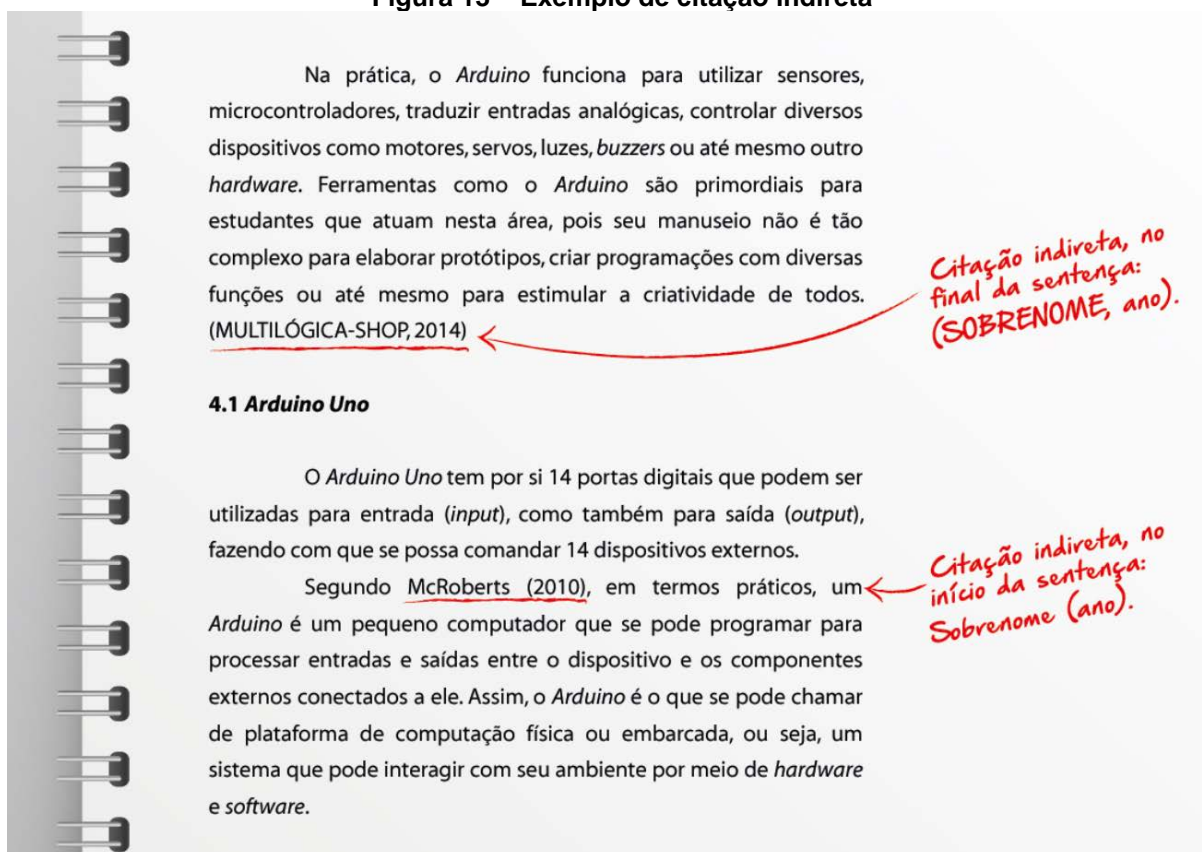 Figura 13 – Exemplo de citação indireta
Na prática, o Arduino funciona para utilizar sensores,
microcontroladores, traduzir entradas analógicas, controlar diversos
dispositivos como motores, servos, luzes, buzzers ou até mesmo outro
hardware. Ferramentas como o Arduino são primordiais para
estudantes que atuam nesta área, pois seu manuseio não é tão
complexo para elaborar protótipos, criar programações com diversas
funções ou até mesmo para estimular a criatividade de todos.
(MULTILÓGICA-SHOP, 2014)
Citação indireta, no
final da sentença:
(SOBRENOME, ano).
4.1 Arduino Uno
O Arduino Uno tem por si 14 portas digitais que podem ser
utilizadas para entrada (input), como também para saída (output),
fazendo com que se possa comandar 14 dispositivos externos.
Segundo McRoberts (2010), em termos práticos, um
Arduino é um pequeno computador que se pode programar para
processar entradas e saídas entre o dispositivo e os componentes
externos conectados a ele. Assim, o Arduino é o que se pode chamar
de plataforma de computação física ou embarcada, ou seja, um
sistema que pode interagir com seu ambiente por meio de hardware
e software.
Citação indireta, no
início da sentença:
Sobrenome (ano).